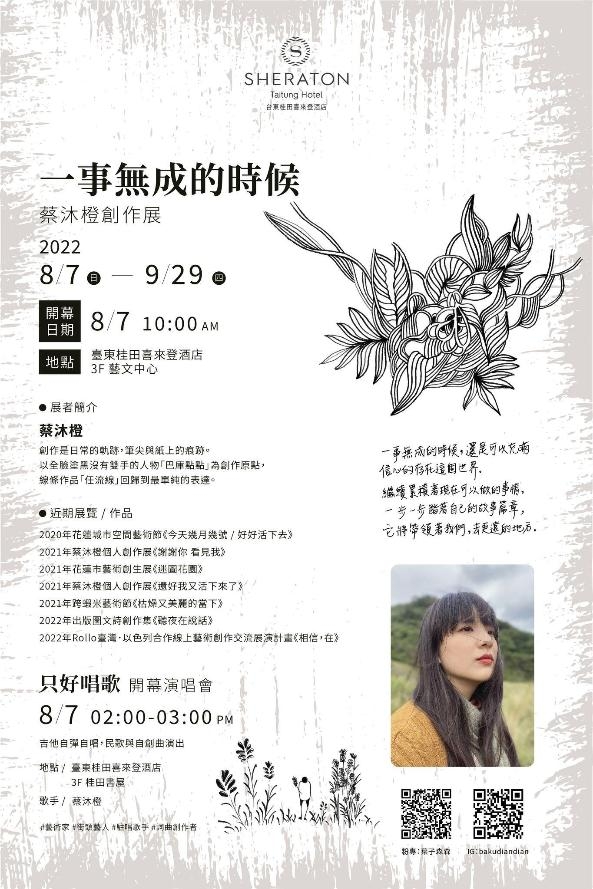 SHERATON
Taitung Hotel
台東桂田喜來登酒店
一事無成的時候
蔡沐橙創作展
2022
8/7 日 — 9/29 四
開幕日期 8/7 10:00 AM
地點 臺東桂田喜來登酒店
3F 藝文中心
● 展者簡介
蔡沐橙
創作是日常的軌跡,筆尖與紙上的痕跡。
以全臉塗黑沒有雙手的人物「巴庫點點」為創作原點,
線條作品「任流線」回歸到最單純的表達。
● 近期展覽 / 作品
2020年花蓮城市空間藝術節《今天幾月幾號 / 好好活下去》
2021年蔡沐橙個人創作展《謝謝你 看見我》
2021年花蓮市藝術創生展《迷圖花園》
2021年蔡沐橙個人創作展《還好我又活下來了》
2021年跨蝦米藝術節《枯燥又美麗的當下》
2022年出版圖文詩創作集《聽夜在說話》
2022年Rollo臺灣·以色列合作線上藝術創作交流展演計畫《相信,在》
一事無成的時候,還是可以充滿
信心的存在這個世界。
繼續累積著現在可以做的事情,
一步一步踏著自己的故事篇章,
它將帶領著我們,去更遠的地方。
只好唱歌 開幕演唱會
8/7 02:00-03:00 PM
吉他自彈自唱,民歌與自創曲演出
地點 / 臺東桂田喜來登酒店
3F 桂田書屋
歌手 / 蔡沐橙
#藝術家 #街頭藝人 #駐唱歌手 #詞曲創作者
粉專:粽子森森
IG:bakudiandian